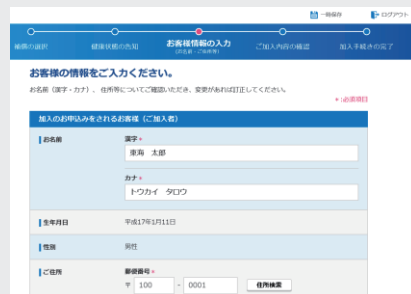 一時保存 ログアウト
種類の選択 健康状態の告知 お客様情報の入力 ご加入内容の確認 加入手続きの完了
(お名前・ご住所等)
お客様の情報をご入力ください。
お名前（漢字・カナ）、住所等についてご確認いただき、変更があれば訂正してください。
*:必須項目
加入のお申込みをされるお客様（ご加入者）
お名前
漢字*
東海 太郎
カナ*
トウカイ タロウ
生年月日 平成17年1月11日
性別 男性
ご住所
郵便番号*
〒 100 - 0001 住所検索